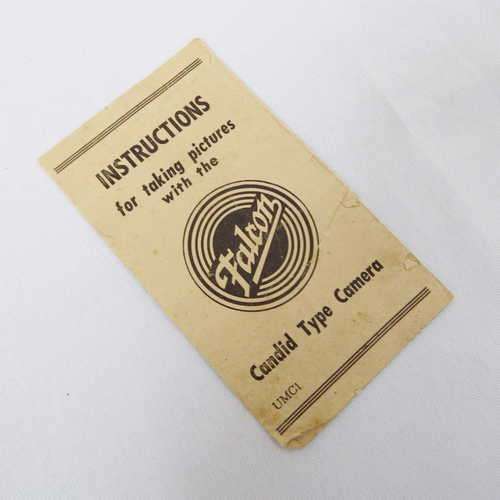 INSTRUCTIONS
for taking pictures
with the
Falcon
Candid Type Camera
UMC1